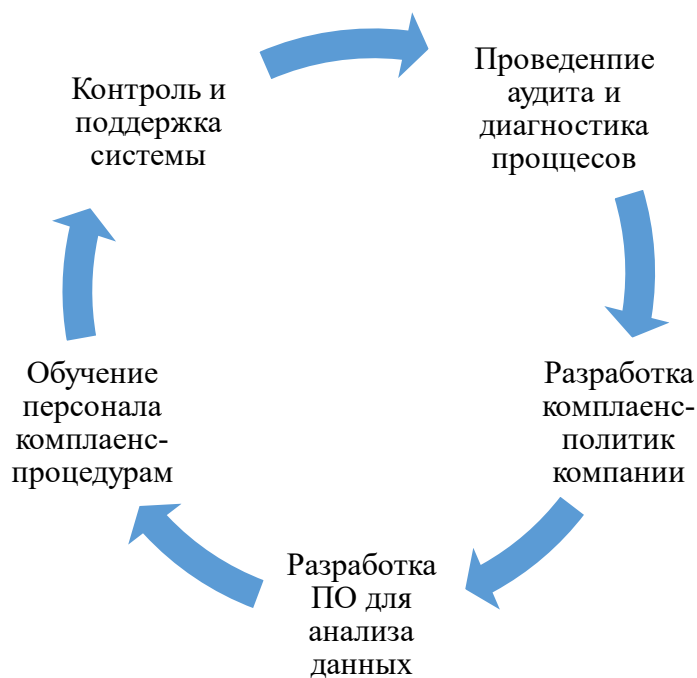 Контроль и
поддержка
системы
Проведенпие
аудита и
диагностика
проццесов
Разработка
комплаенс-
политик
компании
Разработка
ПО для
анализа
данных
Обучение
персонала
комплаенс-
процедурам